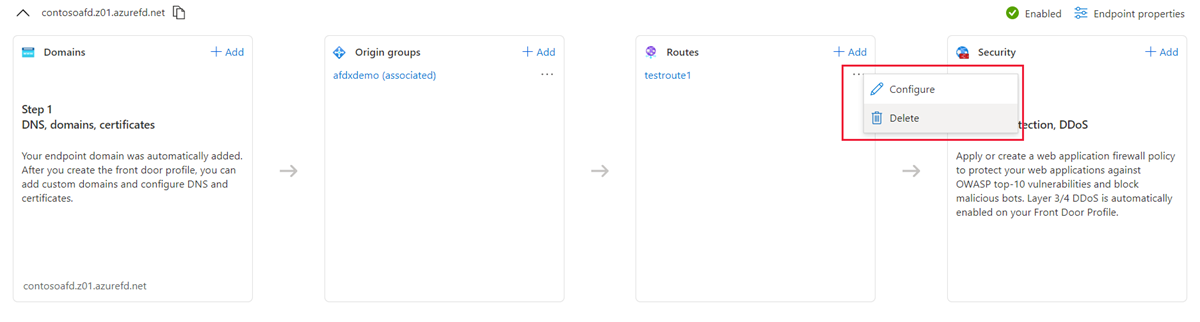 contosoafd.z01.azurefd.net
Enabled
Endpoint properties
Domains
+ Add
Step 1
DNS, domains, certificates
Your endpoint domain was automatically added.
After you create the front door profile, you can
add custom domains and configure DNS and
certificates.
contosoafd.z01.azurefd.net
Origin groups
+ Add
afdxdemo (associated)
...
Routes
+ Add
testroute1
Configure
Delete
Security
+ Add
tection, DDoS
Apply or create a web application firewall policy
to protect your web applications against
OWASP top-10 vulnerabilities and block
malicious bots. Layer 3/4 DDoS is automatically
enabled on your Front Door Profile.